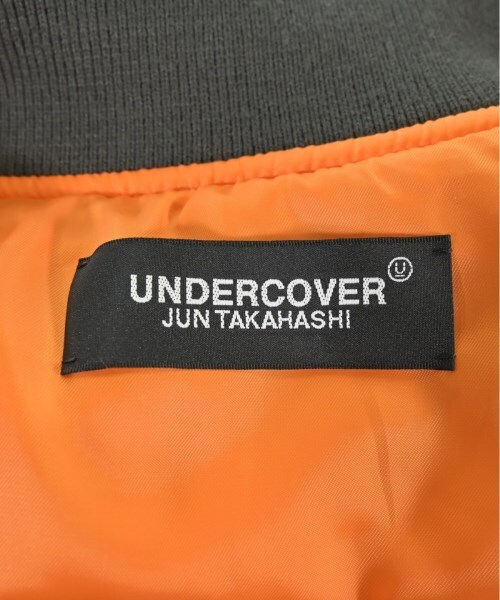 UNDERCOVER Ⓤ
JUN TAKAHASHI